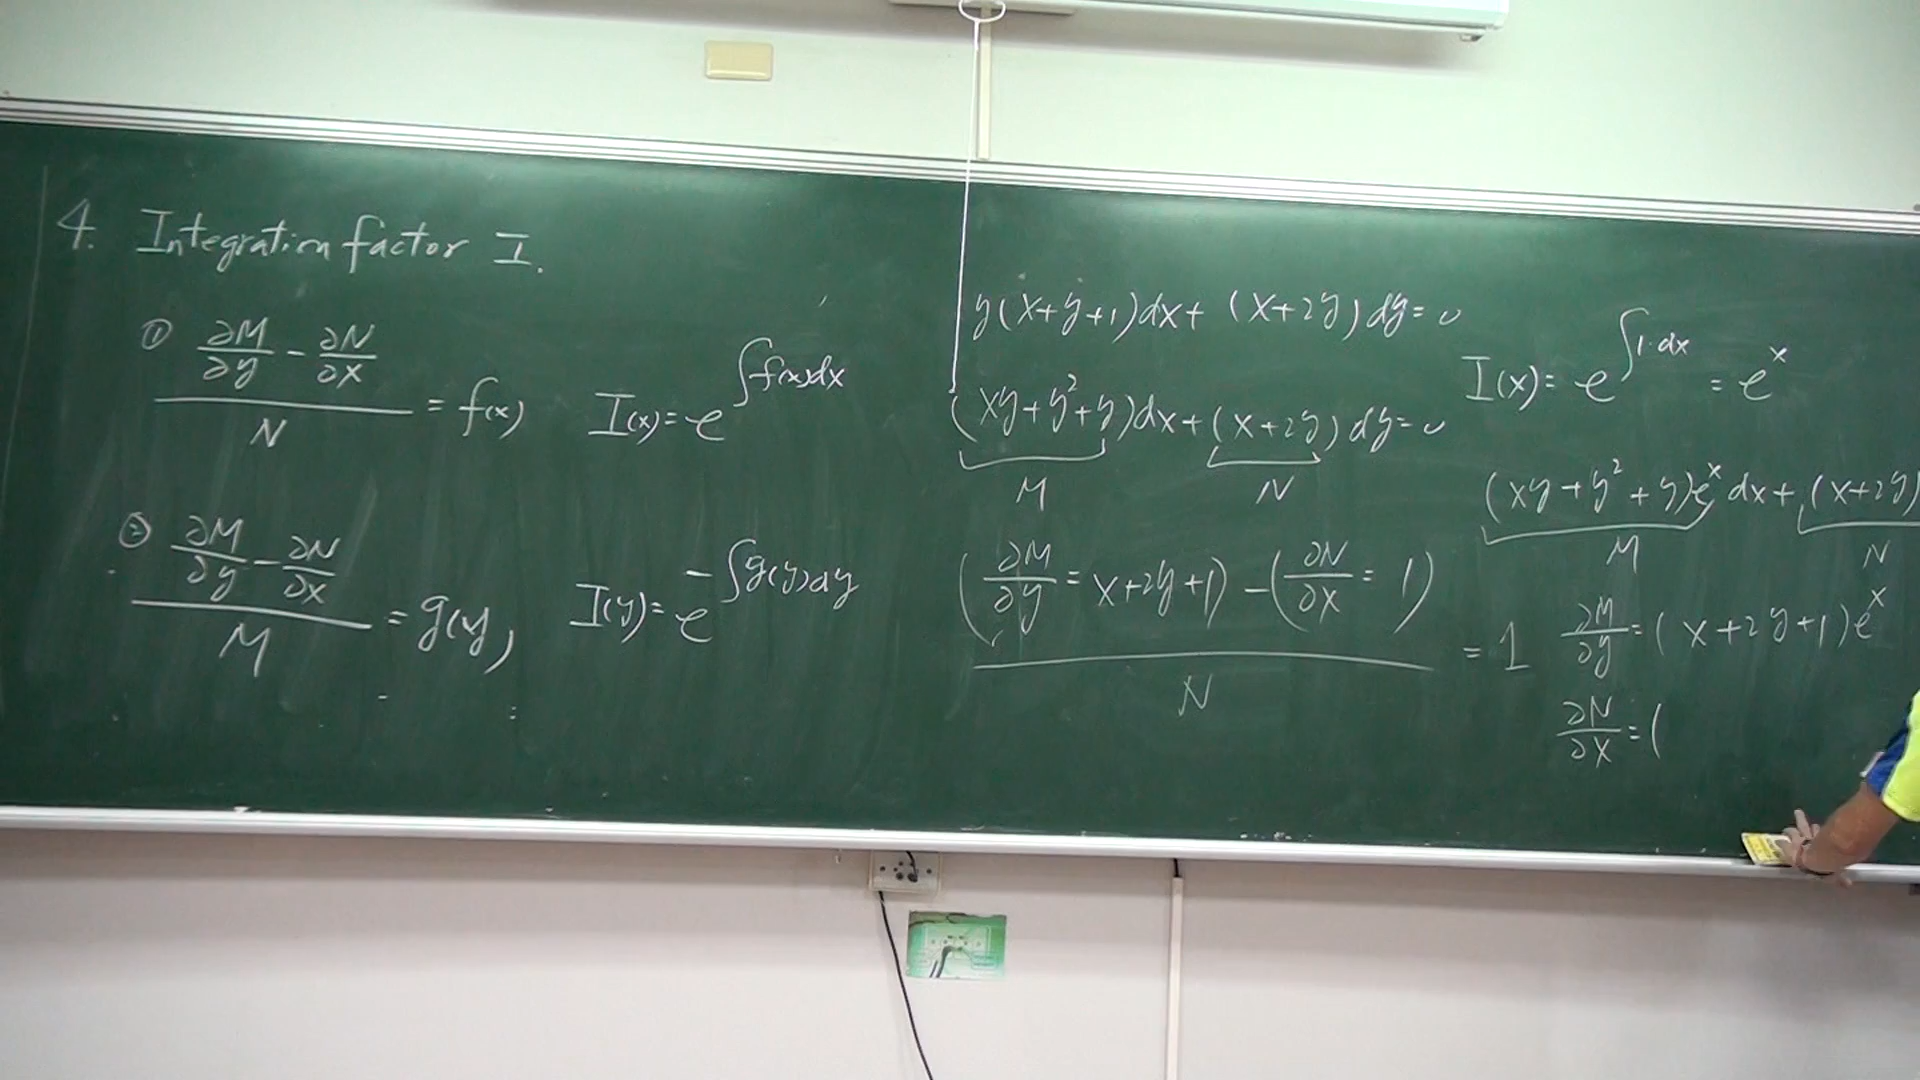 4. Integration factor I.
① (∂M/∂y - ∂N/∂x) / N = f(x)   I(x) = e^{∫f(x)dx}
② (∂M/∂y - ∂N/∂x) / M = g(y)   I(y) = e^{-∫g(y)dy}
y(x+y+1)dx + (x+2y)dy = 0
(xy+y²+y)dx + (x+2y)dy = 0
M   N
((∂M/∂y = x+2y+1) - (∂N/∂x = 1)) / N = 1
I(x) = e^{∫1·dx} = e^x
(xy+y²+y)e^x dx + (x+2y)
M   N
∂M/∂y = (x+2y+1)e^x
∂N/∂x = (